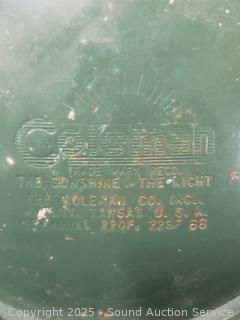 Coleman
TRADE MARK REG.
THE SUNSHINE of THE NIGHT
THE COLEMAN CO. INC.,
KANSAS U. S. A.
MODEL 220F, 228F 68
Copyright 2025 - Sound Auction Service